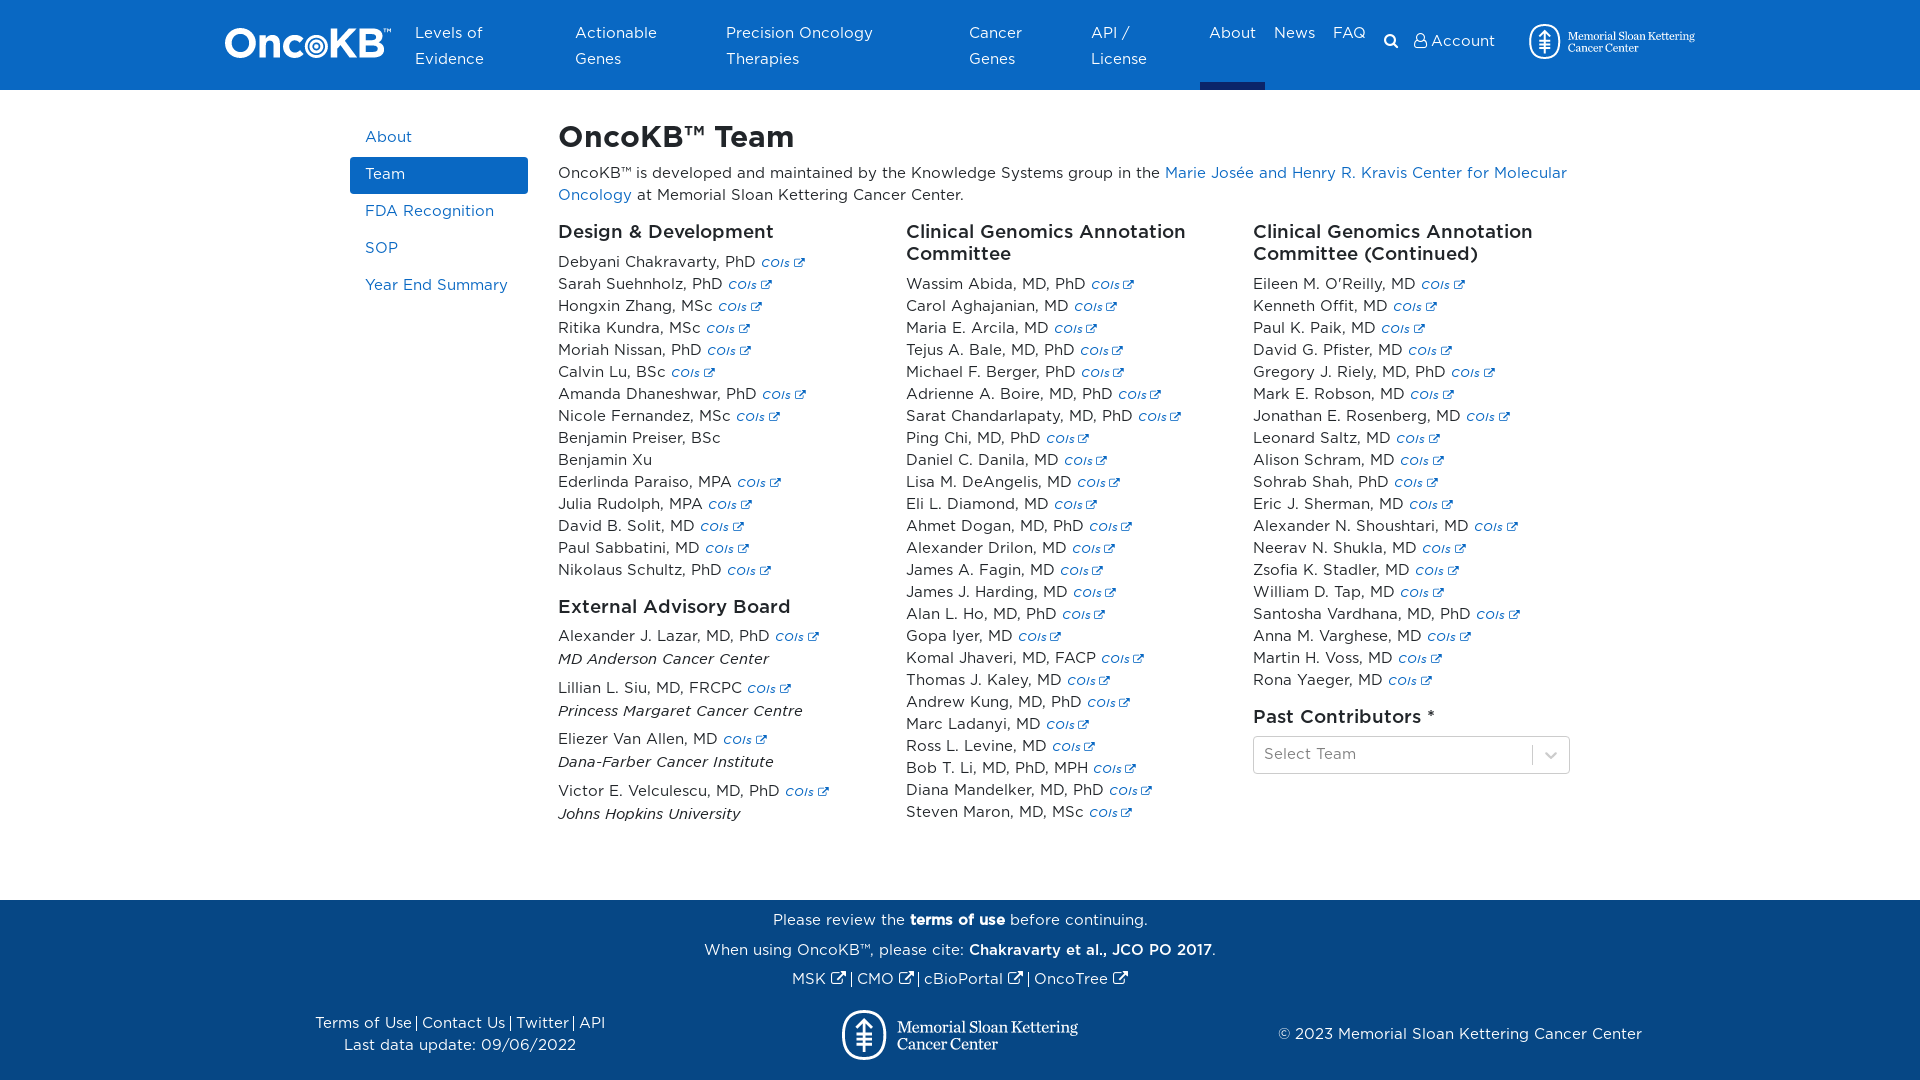 OncoKB™
Levels of
Evidence
Actionable
Genes
Precision Oncology
Therapies
Cancer
Genes
API /
License
About
News
FAQ
Account
Memorial Sloan Kettering
Cancer Center
About
Team
FDA Recognition
SOP
Year End Summary
OncoKB™ Team
OncoKB™ is developed and maintained by the Knowledge Systems group in the Marie Josée and Henry R. Kravis Center for Molecular
Oncology at Memorial Sloan Kettering Cancer Center.
Design & Development
Debyani Chakravarty, PhD COIs
Sarah Suehnholz, PhD COIs
Hongxin Zhang, MSc COIs
Ritika Kundra, MSc COIs
Moriah Nissan, PhD COIs
Calvin Lu, BSc COIs
Amanda Dhaneshwar, PhD COIs
Nicole Fernandez, MSc COIs
Benjamin Preiser, BSc
Benjamin Xu
Ederlinda Paraiso, MPA COIs
Julia Rudolph, MPA COIs
David B. Solit, MD COIs
Paul Sabbatini, MD COIs
Nikolaus Schultz, PhD COIs
External Advisory Board
Alexander J. Lazar, MD, PhD COIs
MD Anderson Cancer Center
Lillian L. Siu, MD, FRCPC COIs
Princess Margaret Cancer Centre
Eliezer Van Allen, MD COIs
Dana-Farber Cancer Institute
Victor E. Velculescu, MD, PhD COIs
Johns Hopkins University
Clinical Genomics Annotation
Committee
Wassim Abida, MD, PhD COIs
Carol Aghajanian, MD COIs
Maria E. Arcila, MD COIs
Tejus A. Bale, MD, PhD COIs
Michael F. Berger, PhD COIs
Adrienne A. Boire, MD, PhD COIs
Sarat Chandarlapaty, MD, PhD COIs
Ping Chi, MD, PhD COIs
Daniel C. Danila, MD COIs
Lisa M. DeAngelis, MD COIs
Eli L. Diamond, MD COIs
Ahmet Dogan, MD, PhD COIs
Alexander Drilon, MD COIs
James A. Fagin, MD COIs
James J. Harding, MD COIs
Alan L. Ho, MD, PhD COIs
Gopa Iyer, MD COIs
Komal Jhaveri, MD, FACP COIs
Thomas J. Kaley, MD COIs
Andrew Kung, MD, PhD COIs
Marc Ladanyi, MD COIs
Ross L. Levine, MD COIs
Bob T. Li, MD, PhD, MPH COIs
Diana Mandelker, MD, PhD COIs
Steven Maron, MD, MSc COIs
Clinical Genomics Annotation
Committee (Continued)
Eileen M. O'Reilly, MD COIs
Kenneth Offit, MD COIs
Paul K. Paik, MD COIs
David G. Pfister, MD COIs
Gregory J. Riely, MD, PhD COIs
Mark E. Robson, MD COIs
Jonathan E. Rosenberg, MD COIs
Leonard Saltz, MD COIs
Alison Schram, MD COIs
Sohrab Shah, PhD COIs
Eric J. Sherman, MD COIs
Alexander N. Shoushtari, MD COIs
Neerav N. Shukla, MD COIs
Zsofia K. Stadler, MD COIs
William D. Tap, MD COIs
Santosha Vardhana, MD, PhD COIs
Anna M. Varghese, MD COIs
Martin H. Voss, MD COIs
Rona Yaeger, MD COIs
Past Contributors *
Select Team
Please review the terms of use before continuing.
When using OncoKB™, please cite: Chakravarty et al., JCO PO 2017.
MSK | CMO | cBioPortal | OncoTree
Terms of Use | Contact Us | Twitter | API
Last data update: 09/06/2022
Memorial Sloan Kettering
Cancer Center
© 2023 Memorial Sloan Kettering Cancer Center